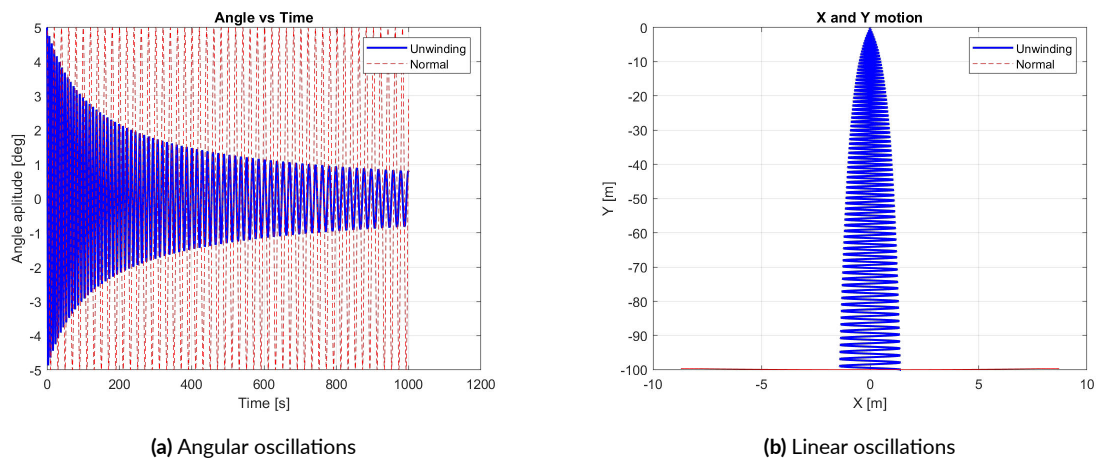 Angle vs Time
5
4
3
2
1
0
-1
-2
-3
-4
-5
Angle aplitude [deg]
Unwinding
Normal
0
200
400
600
800
1000
1200
Time [s]
(a) Angular oscillations
X and Y motion
0
-10
-20
-30
-40
-50
-60
-70
-80
-90
-100
Y [m]
Unwinding
Normal
-10
-5
0
5
10
X [m]
(b) Linear oscillations